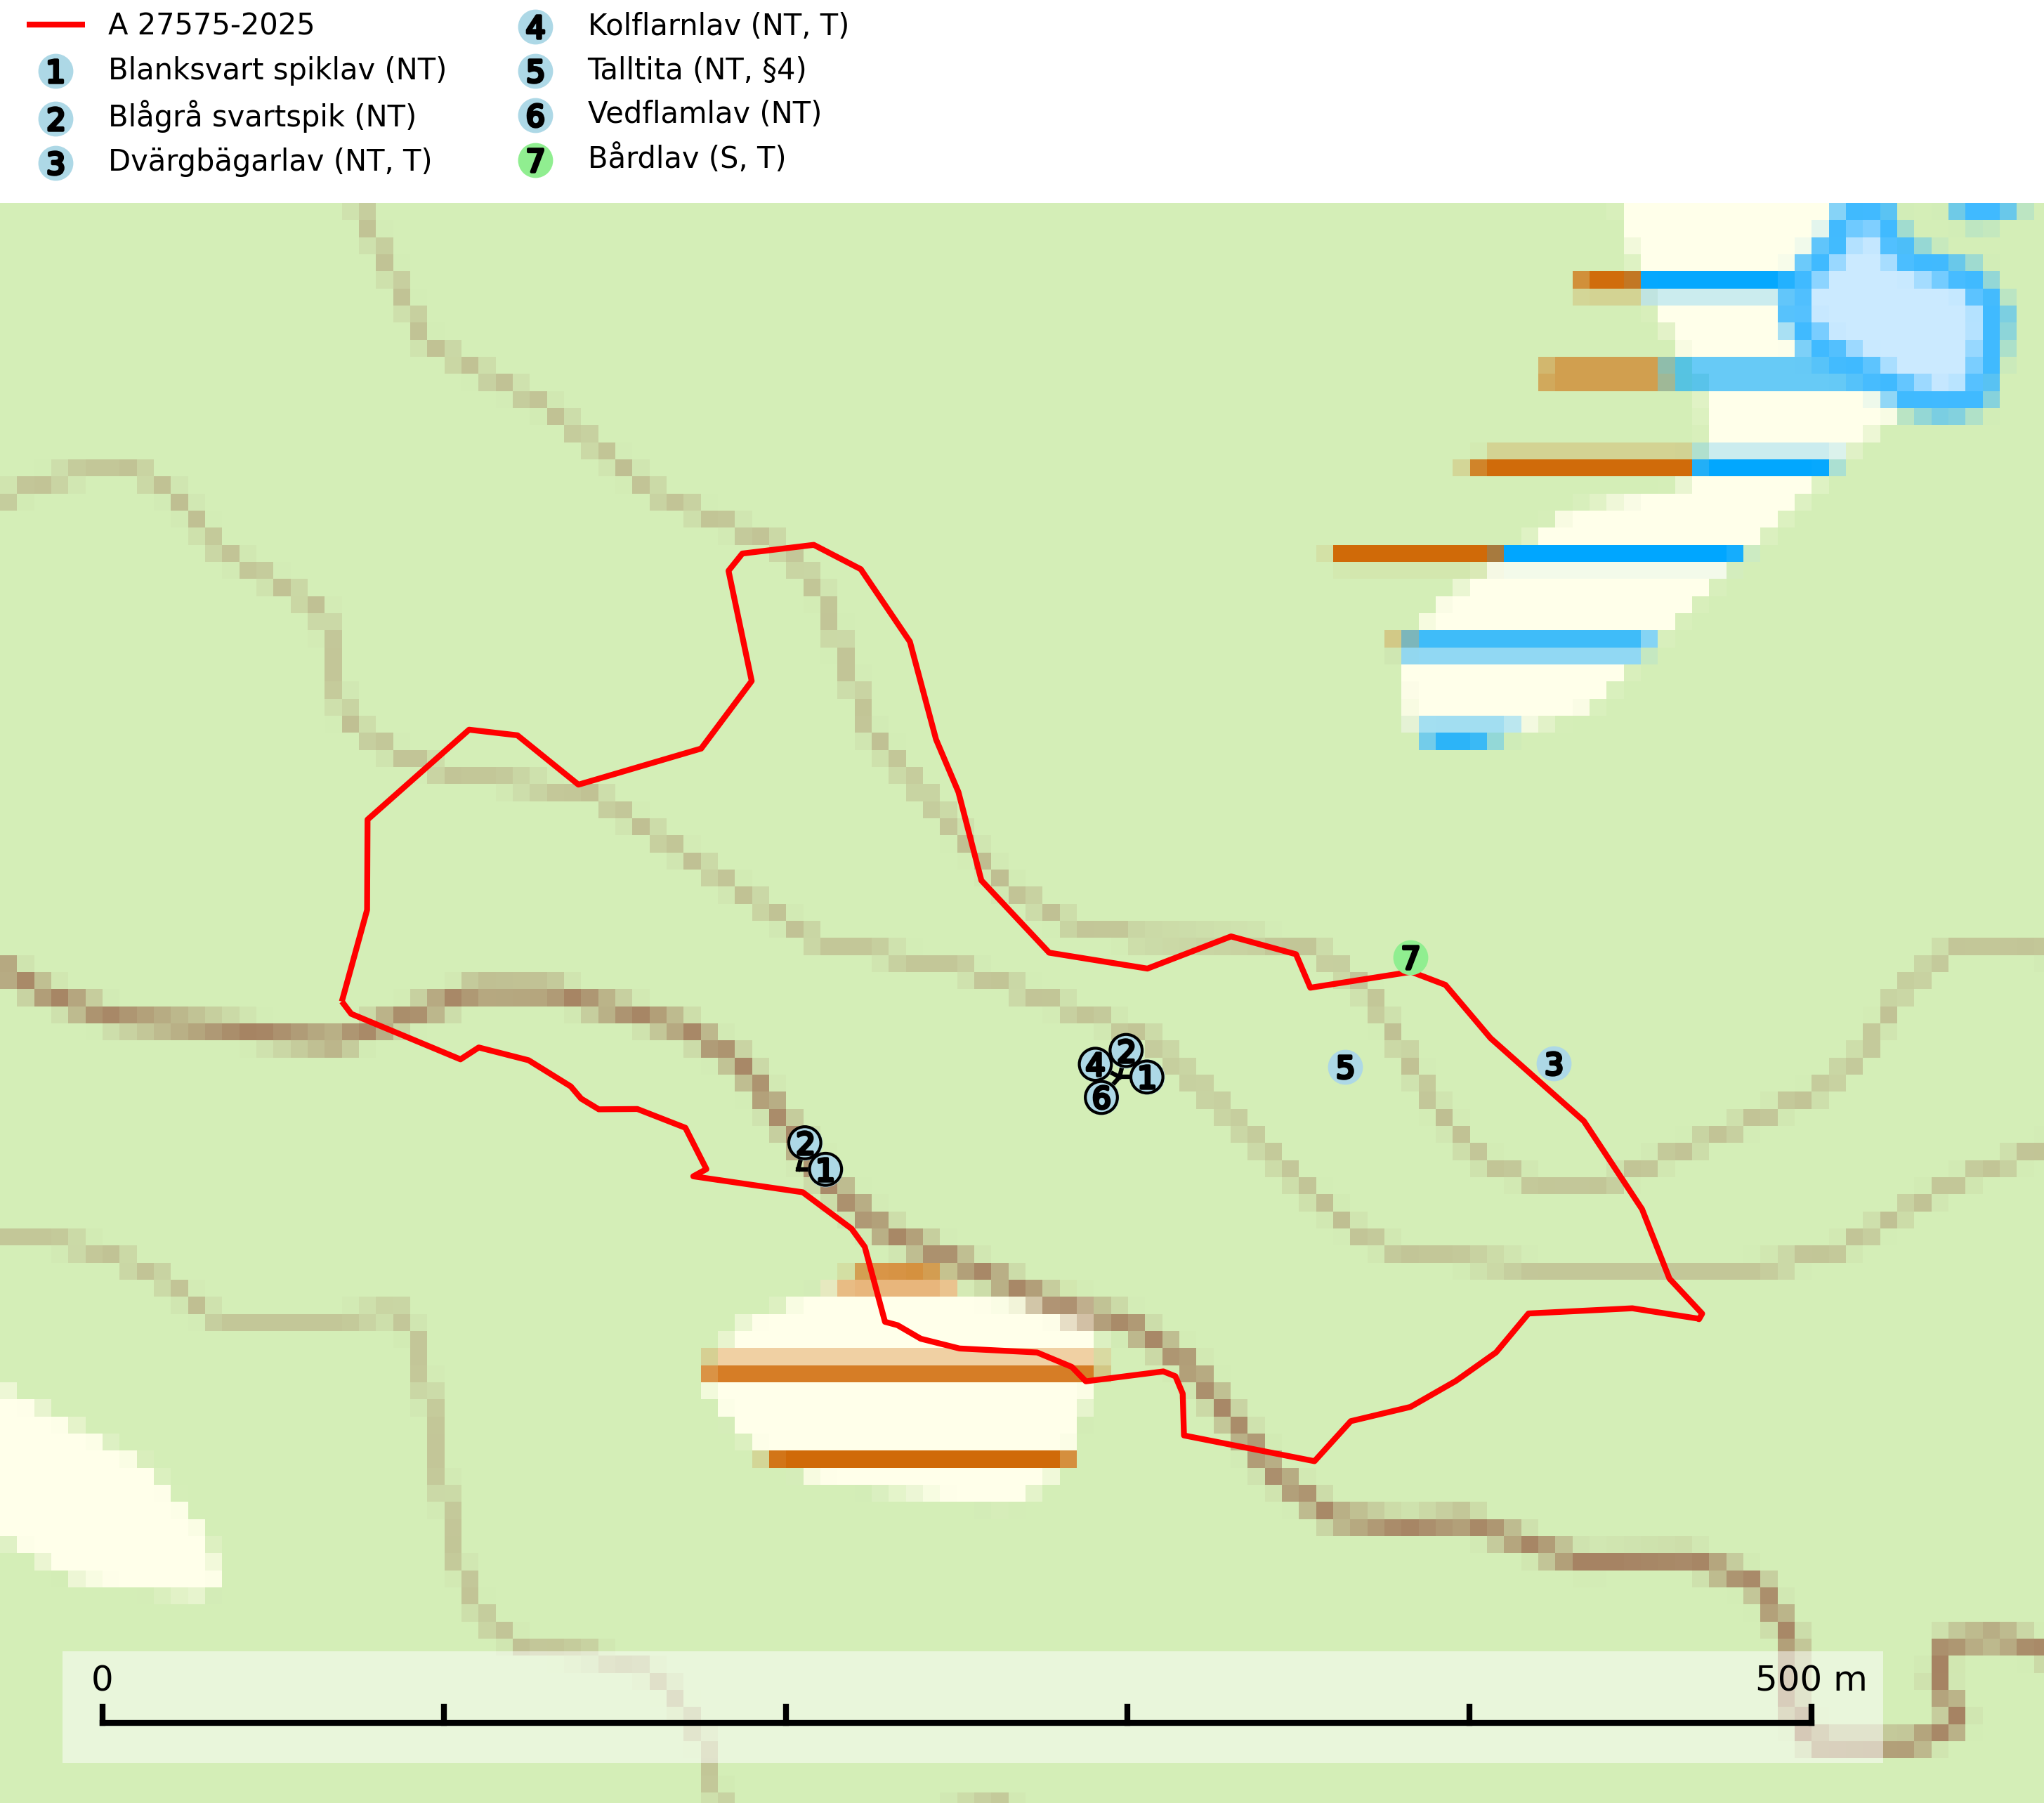 A 27575-2025
1 Blanksvart spiklav (NT)
2 Blågrå svartspik (NT)
3 Dvärgbägarlav (NT, T)
4 Kolflarnlav (NT, T)
5 Talltita (NT, §4)
6 Vedflamlav (NT)
7 Bårdlav (S, T)
7
2
4
1
6
5
3
2
1
0 500 m